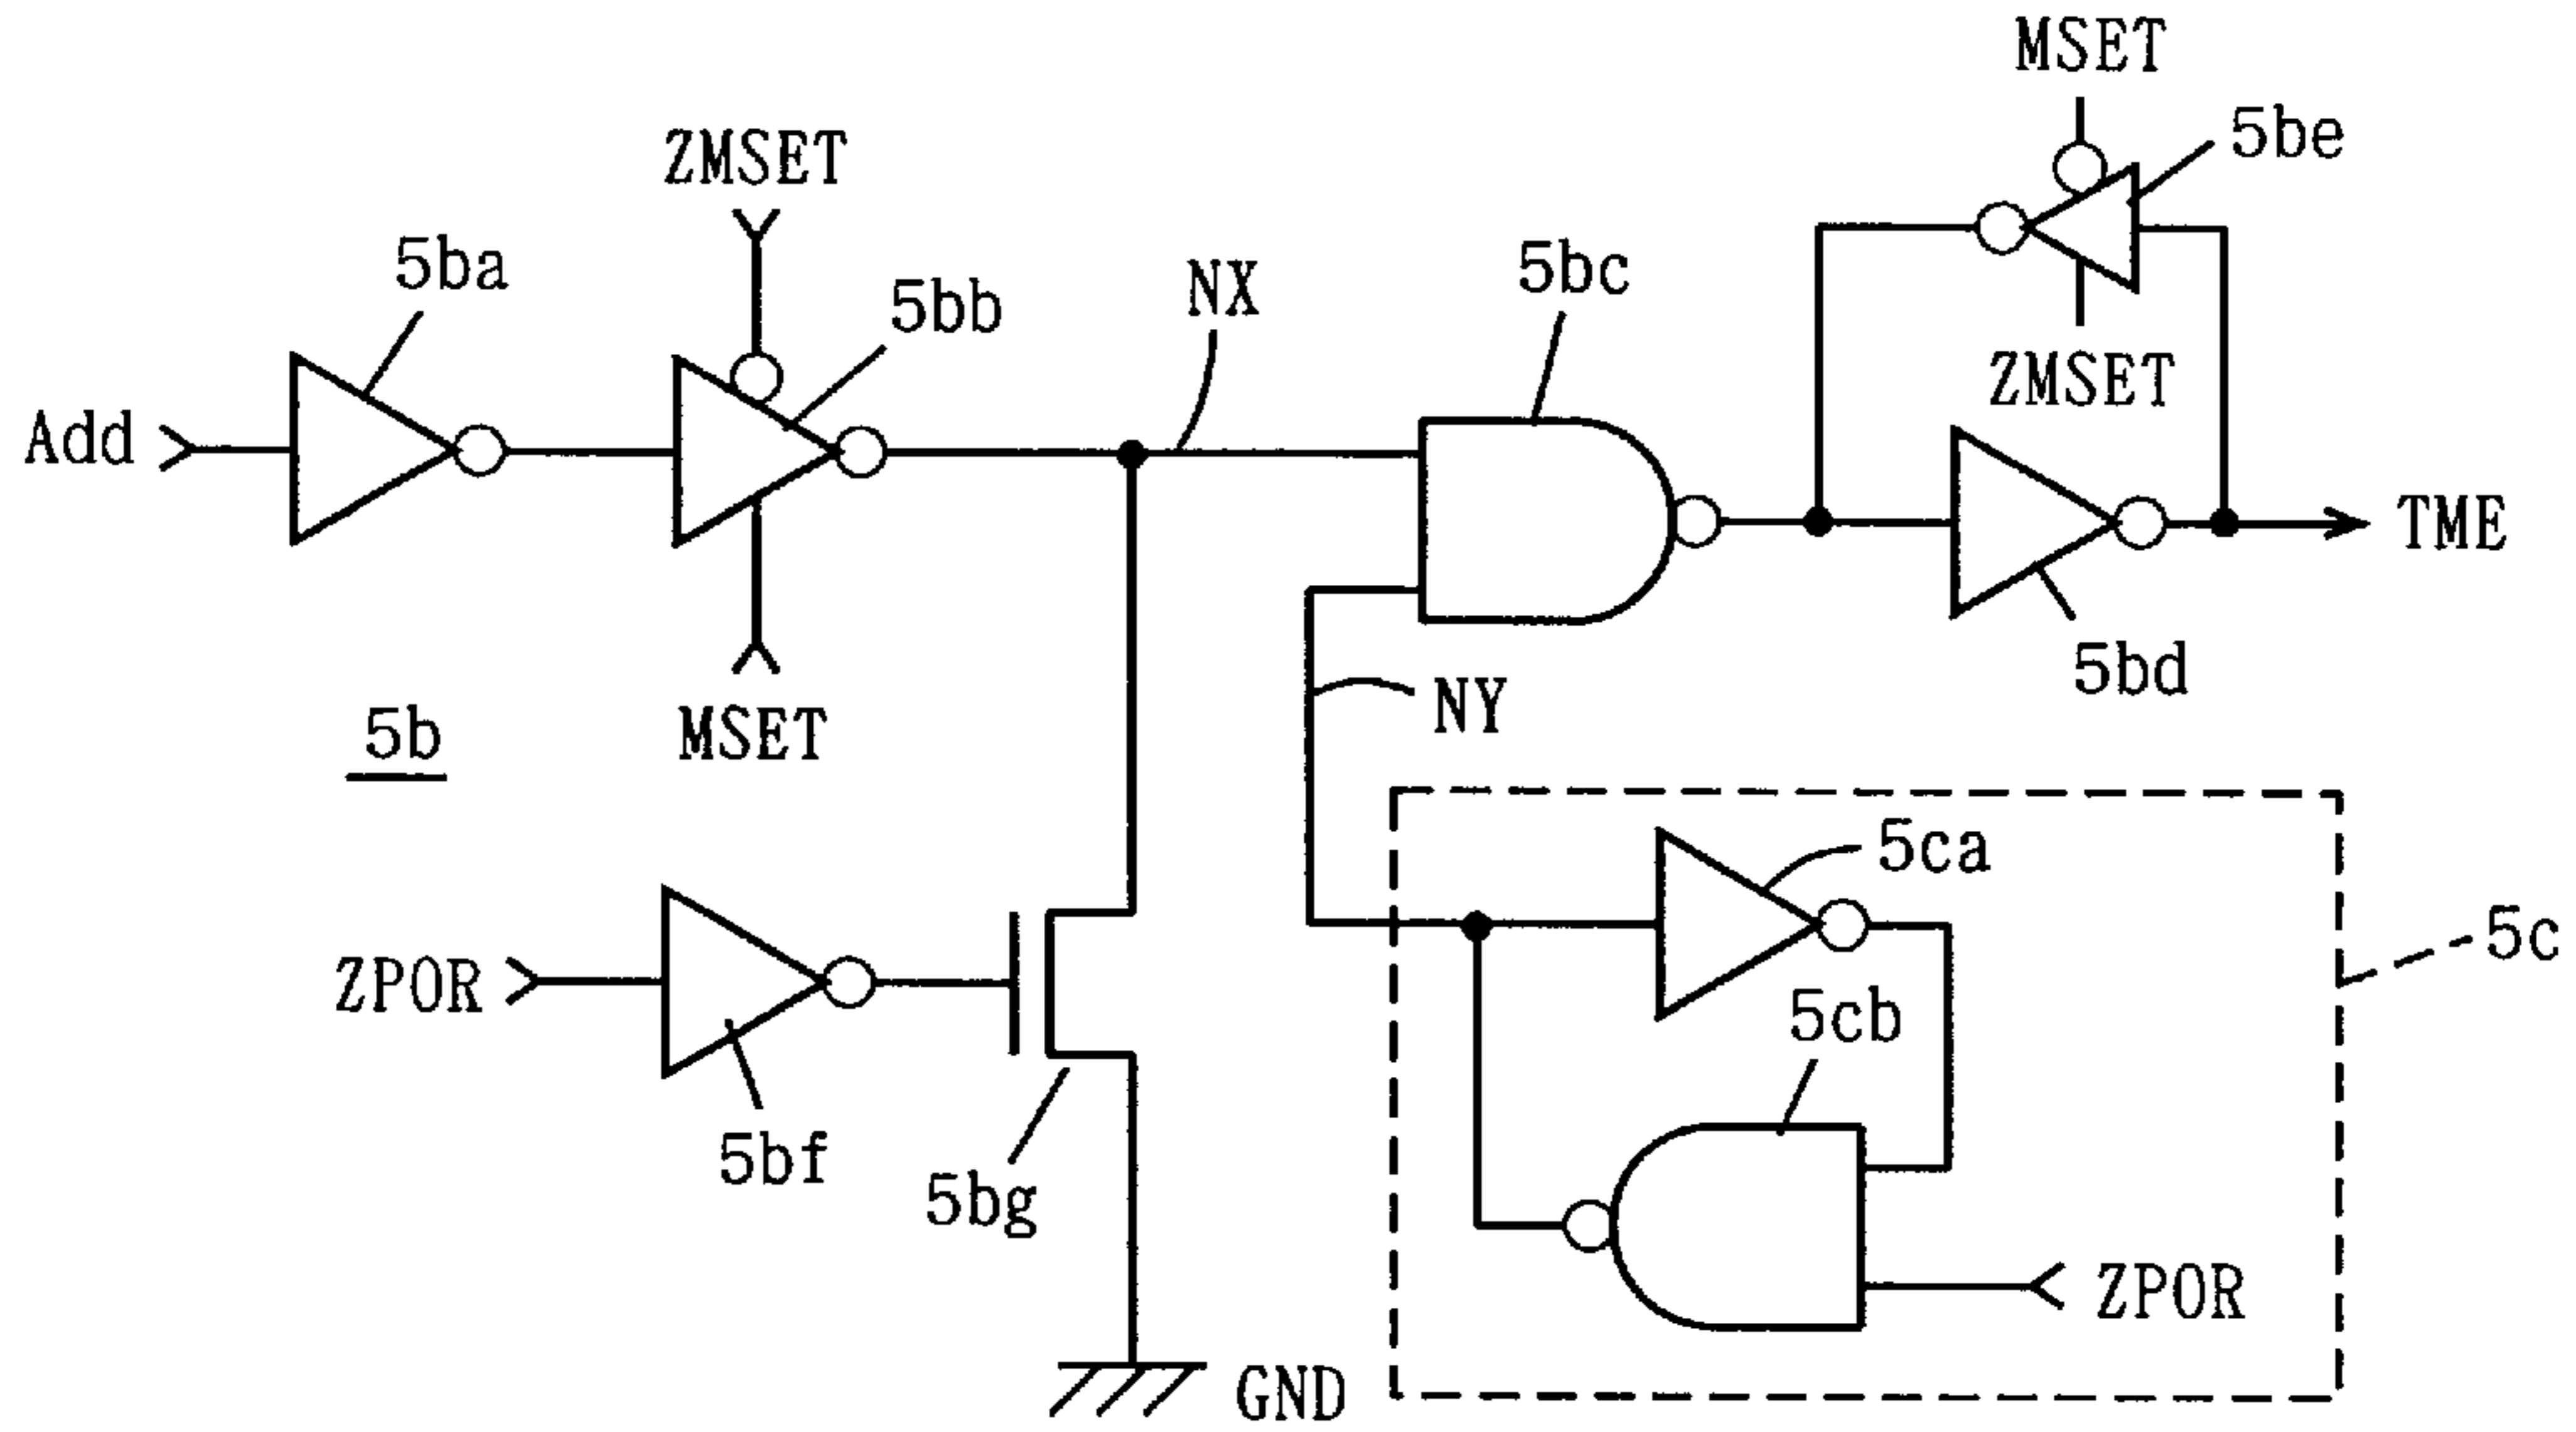 MSET
5be
ZMSET
5ba
5bb
NX
5bc
ZMSET
Add
TME
5bd
5b
MSET
NY
5ca
5c
ZPOR
5cb
5bf
5bg
ZPOR
GND